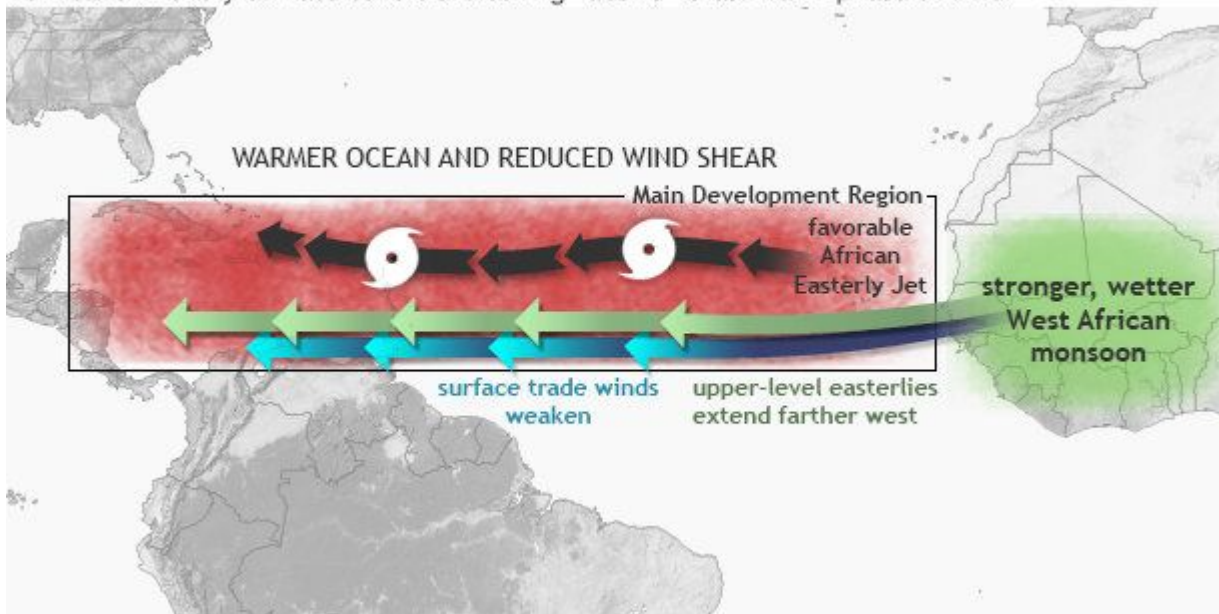 WARMER OCEAN AND REDUCED WIND SHEAR
Main Development Region
favorable
African
Easterly Jet
stronger, wetter
West African
monsoon
surface trade winds
weaken
upper-level easterlies
extend farther west